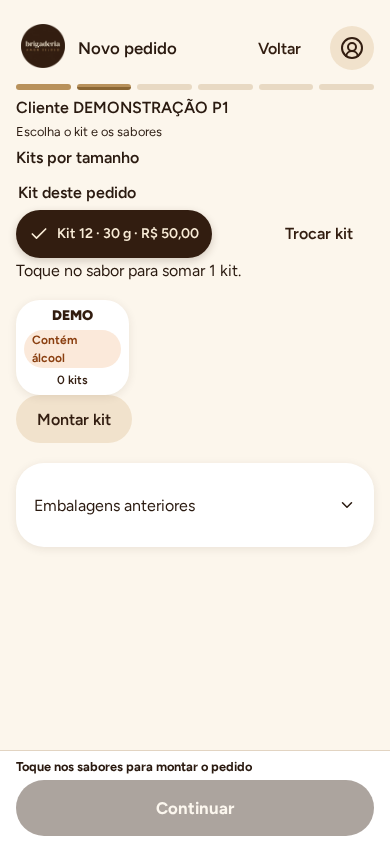 brigaderia
Novo pedido
Voltar
Cliente DEMONSTRAÇÃO P1
Escolha o kit e os sabores
Kits por tamanho
Kit deste pedido
Kit 12 · 30 g · R$ 50,00
Trocar kit
Toque no sabor para somar 1 kit.
DEMO
Contém
álcool
0 kits
Montar kit
Embalagens anteriores
Toque nos sabores para montar o pedido
Continuar